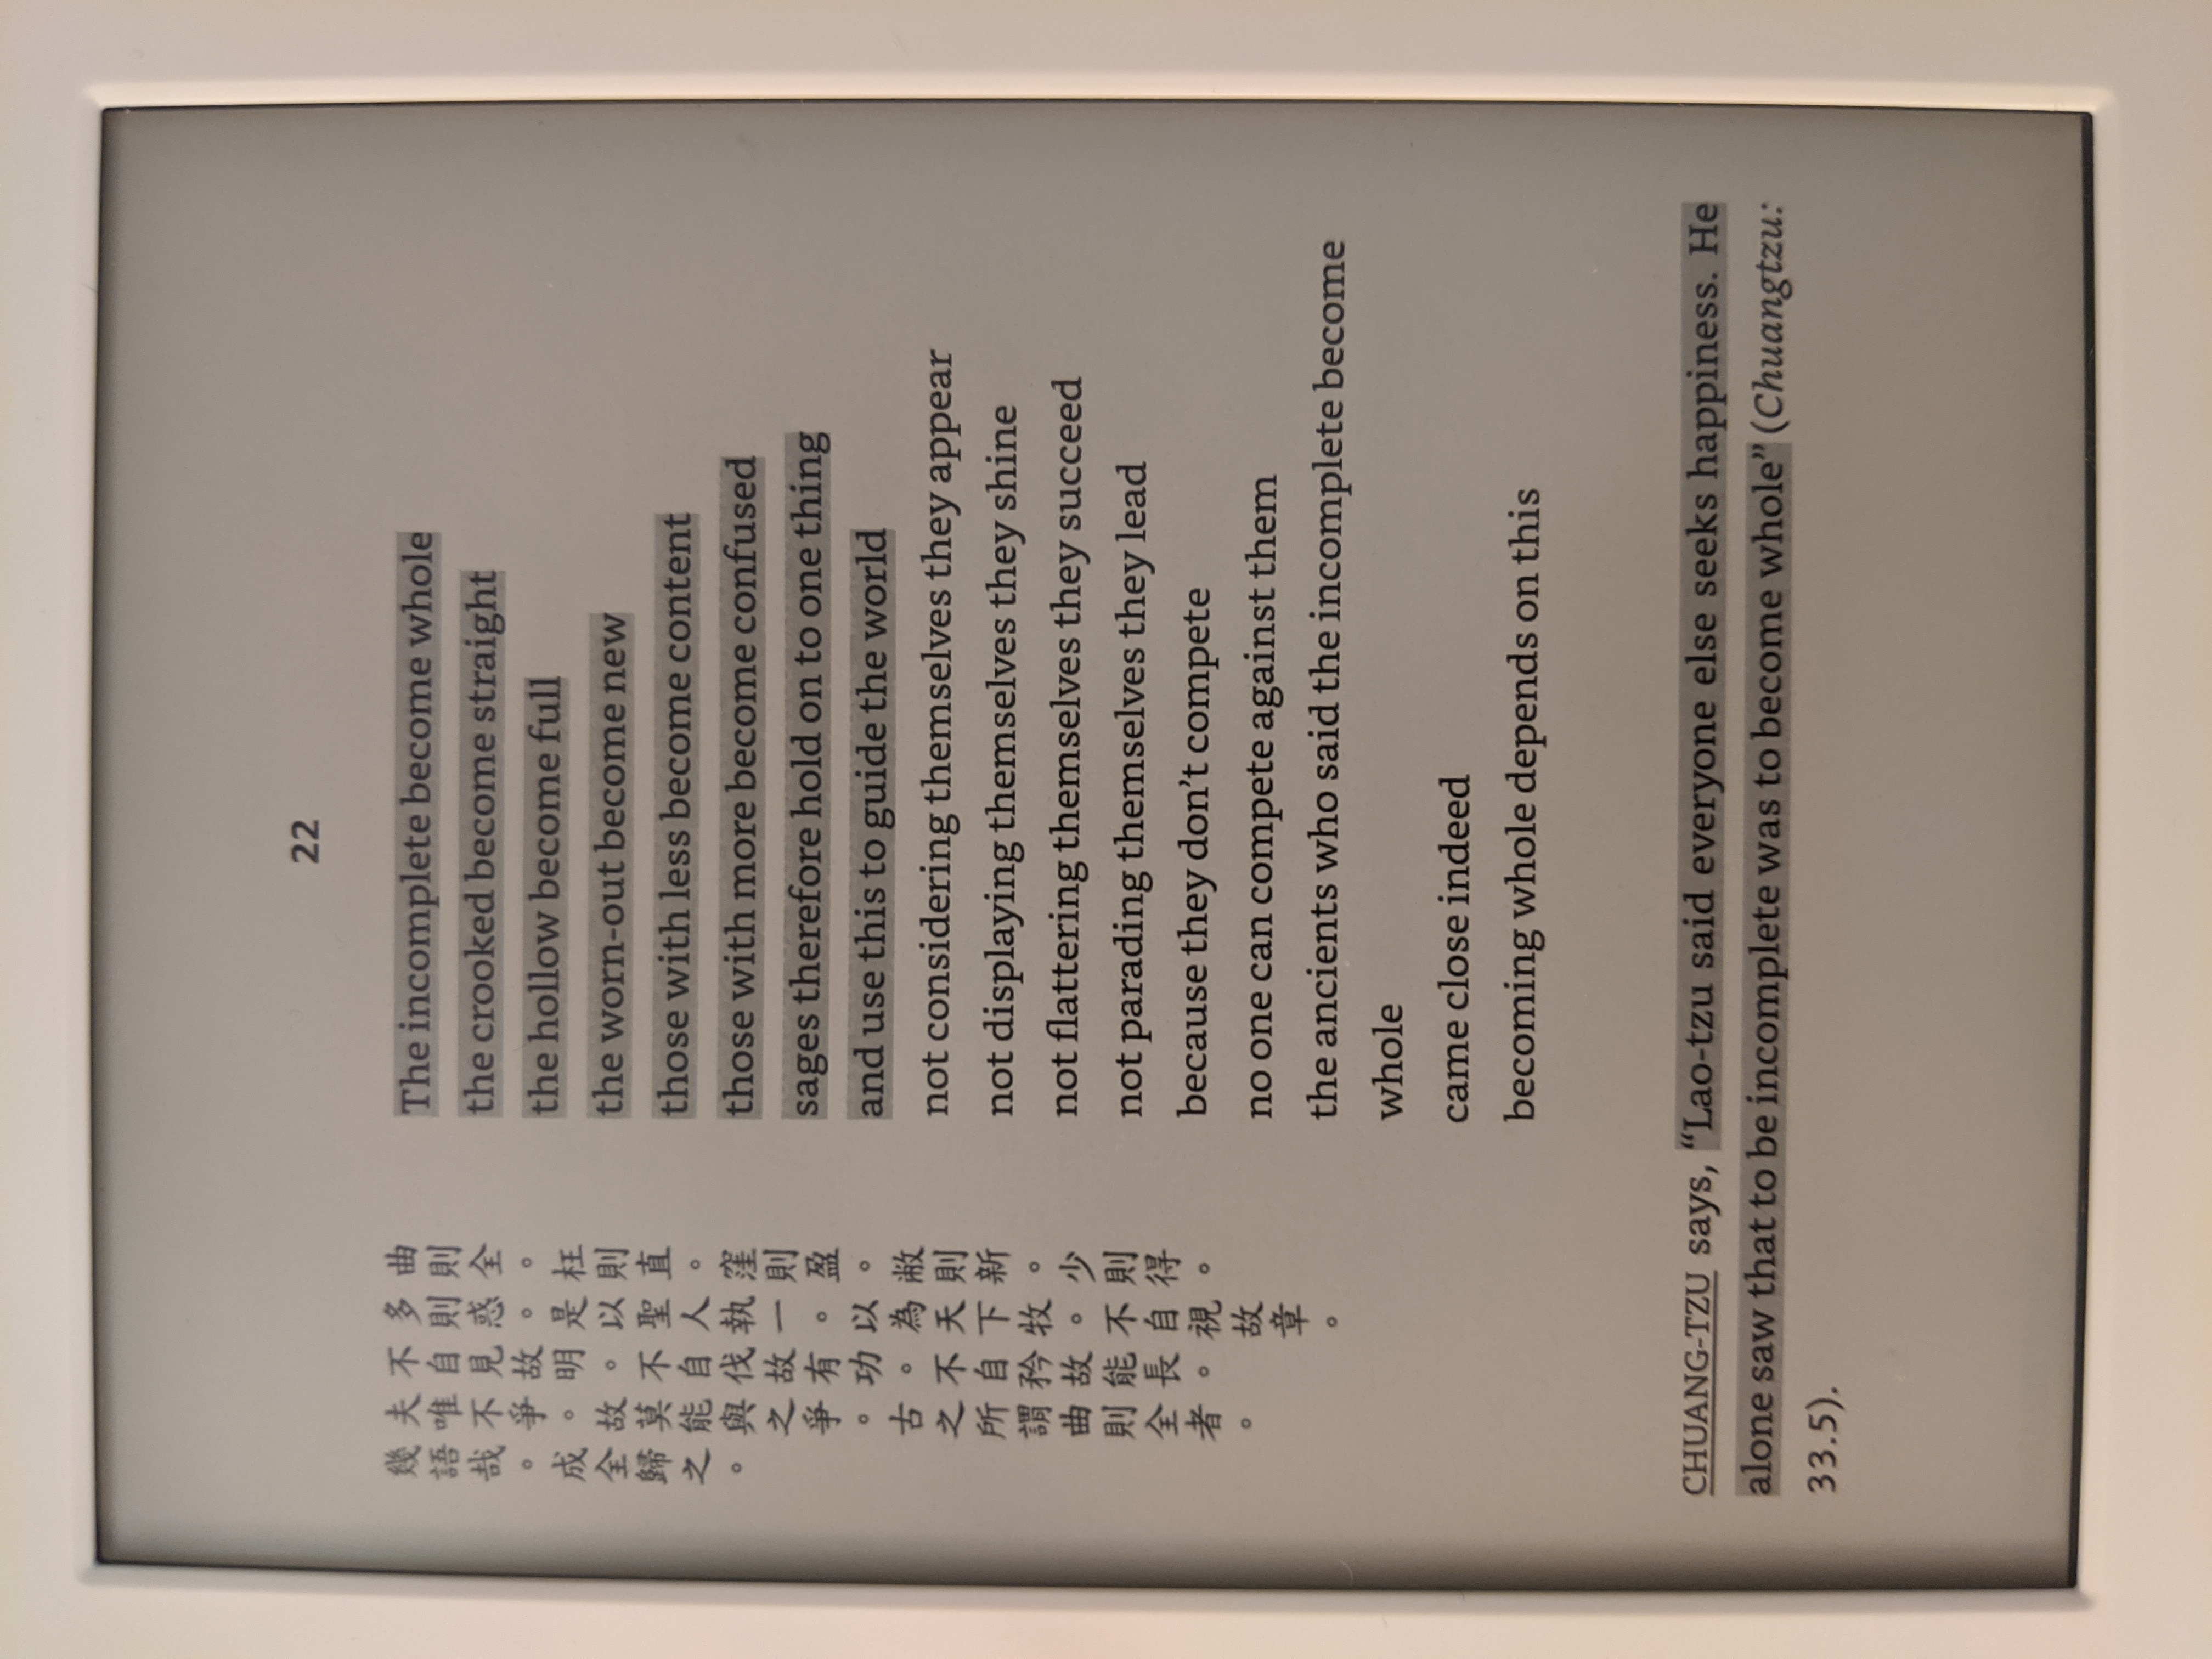 22
曲則全。枉則直。窪則盈。敝則新。少則得。
多則惑。是以聖人執一。以為天下牧。不自視故章。
不自見故明。不自伐故有功。不自矜故能長。
夫唯不爭。故莫能與之爭。古之所謂曲則全者。
幾語哉。成全歸之。
The incomplete become whole
the crooked become straight
the hollow become full
the worn-out become new
those with less become content
those with more become confused
sages therefore hold on to one thing
and use this to guide the world
not considering themselves they appear
not displaying themselves they shine
not flattering themselves they succeed
not parading themselves they lead
because they don’t compete
no one can compete against them
the ancients who said the incomplete become
whole
came close indeed
becoming whole depends on this
CHUANG-TZU says, “Lao-tzu said everyone else seeks happiness. He
alone saw that to be incomplete was to become whole” (Chuangtzu:
33.5).